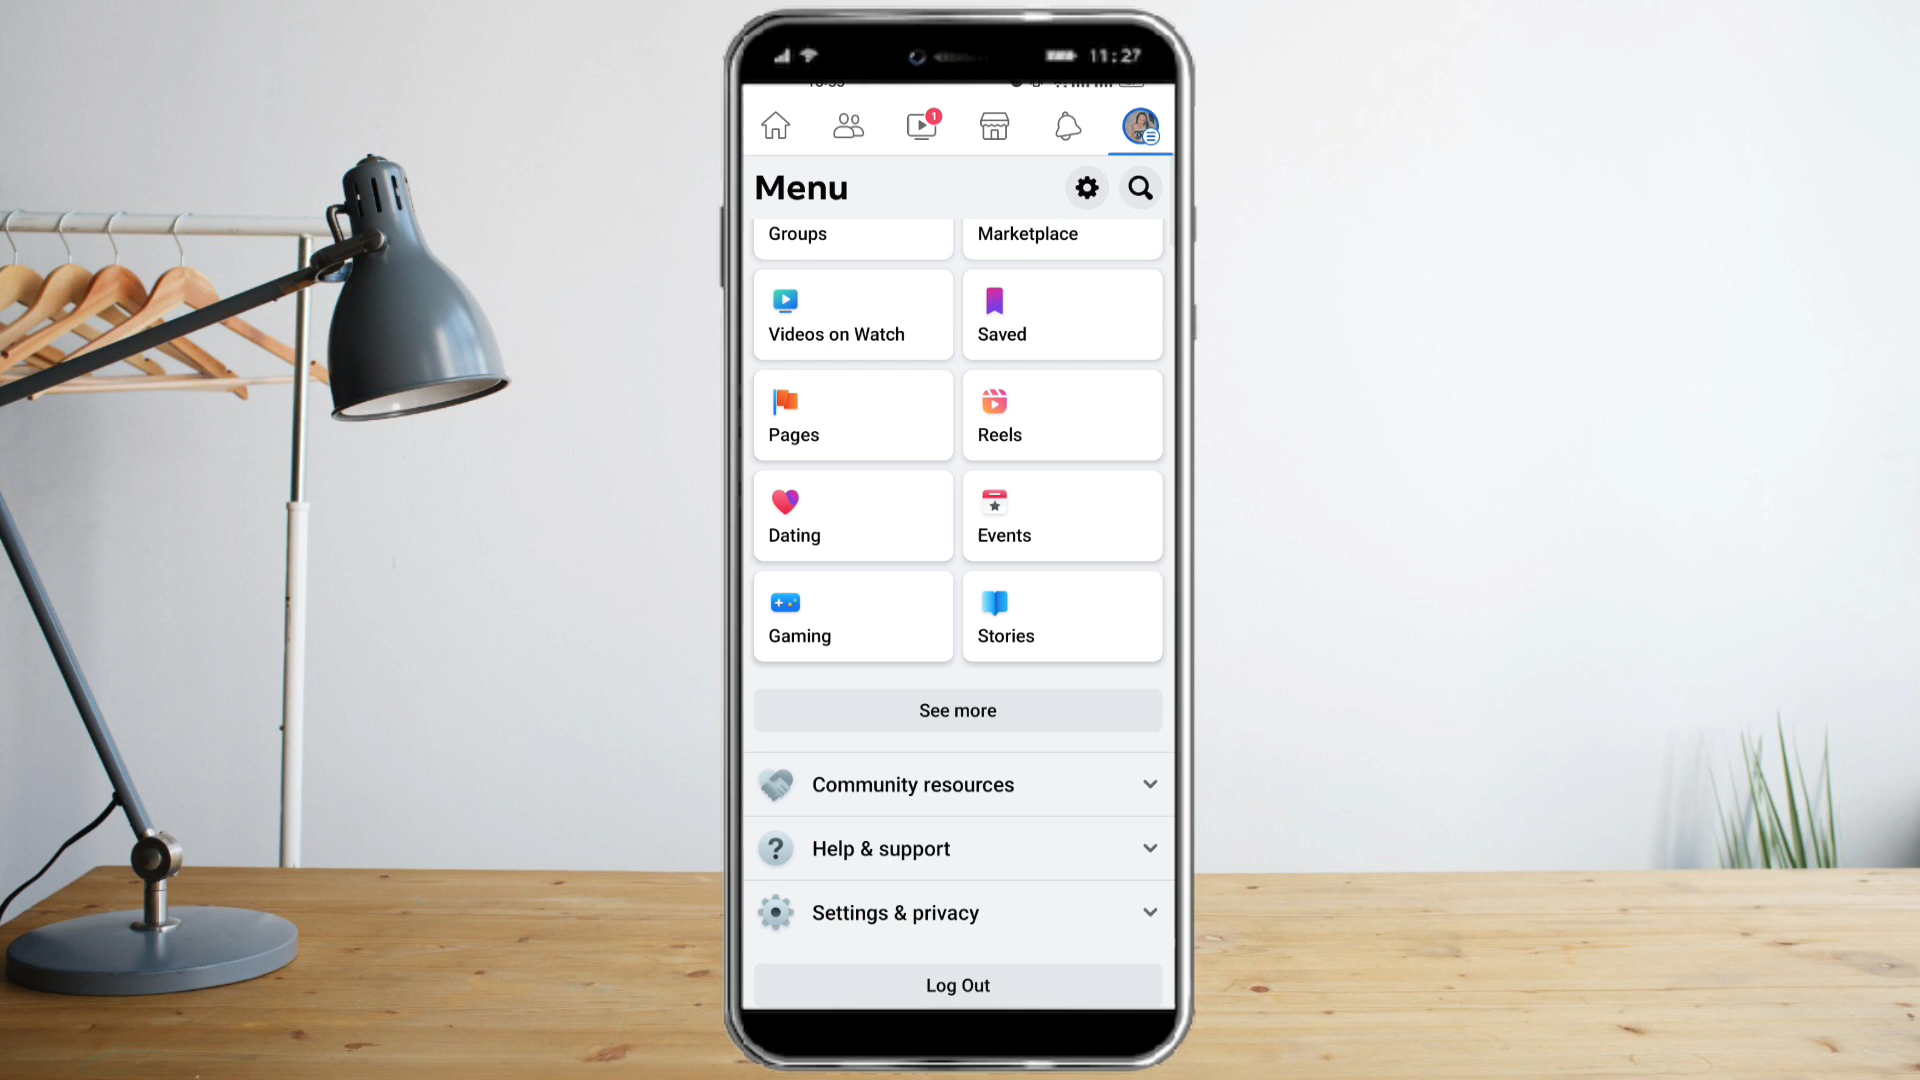 11:27
1
Menu
Groups
Marketplace
Videos on Watch
Saved
Pages
Reels
Dating
Events
Gaming
Stories
See more
Community resources
?
Help & support
Settings & privacy
Log Out